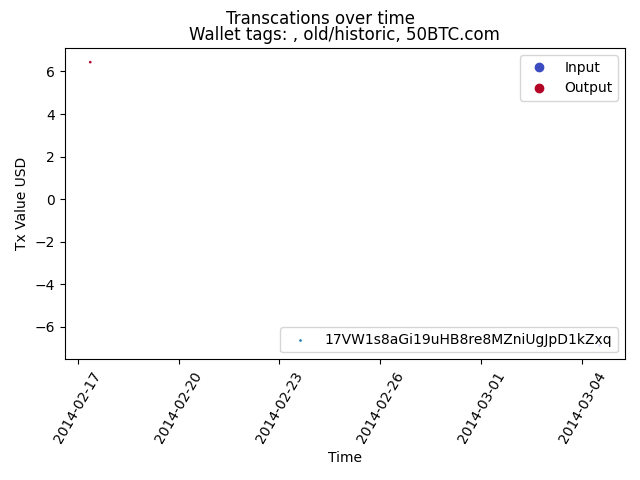 Transcations over time
Wallet tags: , old/historic, 50BTC.com
Input
Output
Tx Value USD
6
4
2
0
−2
−4
−6
17VW1s8aGi19uHB8re8MZniUgJpD1kZxq
2014-02-17
2014-02-20
2014-02-23
2014-02-26
2014-03-01
2014-03-04
Time